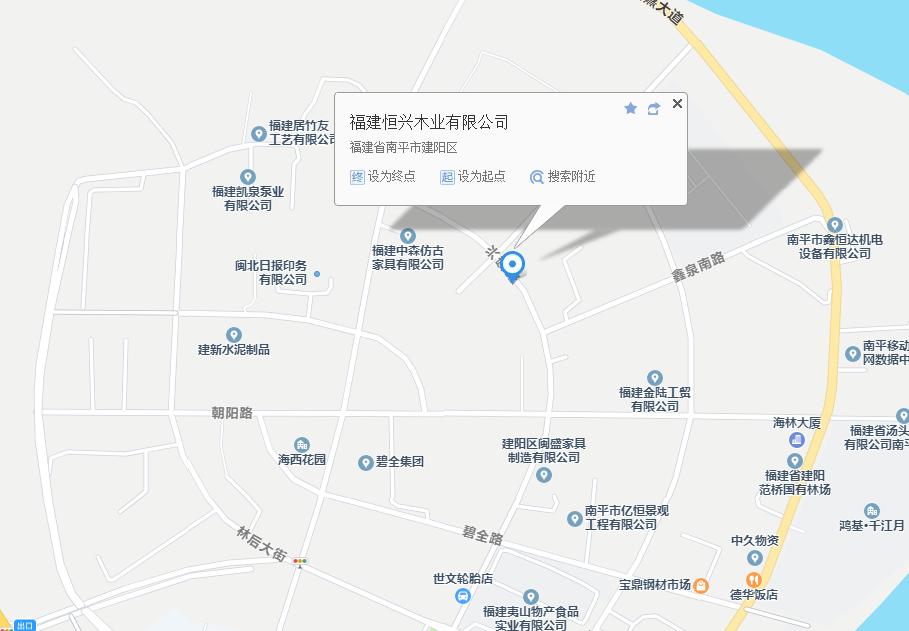 熹大道
福建恒兴木业有限公司
福建省南平市建阳区
终 设为终点
起 设为起点
搜索附近
福建居竹友
工艺有限公司
福建凯泉泵业
有限公司
福建中森仿古
家具有限公司
闽北日报印务
有限公司
南平市鑫恒达机电
设备有限公司
鑫泉南路
建新水泥制品
南平移动
网数据中
福建金陆工贸
有限公司
朝阳路
海林大厦
福建省汤头
有限公司南平
海西花园
碧全集团
建阳区闽盛家具
制造有限公司
福建省建阳
范桥国有林场
南平市亿恒景观
工程有限公司
鸿基·千江月
林后大街
碧全路
中久物资
世文轮胎店
宝鼎钢材市场
德华饭店
福建夷山物产食品
实业有限公司
出口